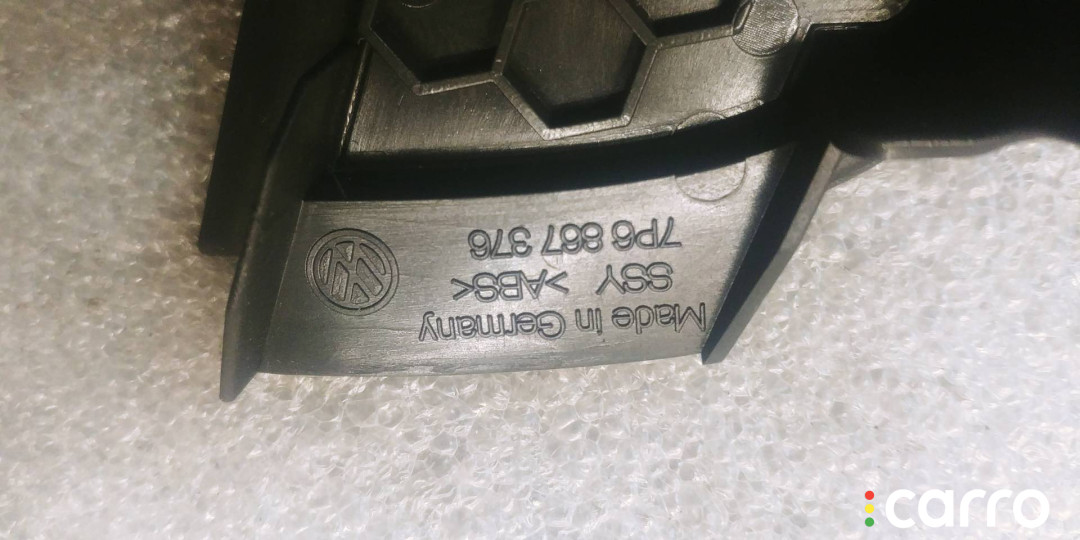 Made in Germany
SSY >ABS<
7P6 867 376
carro